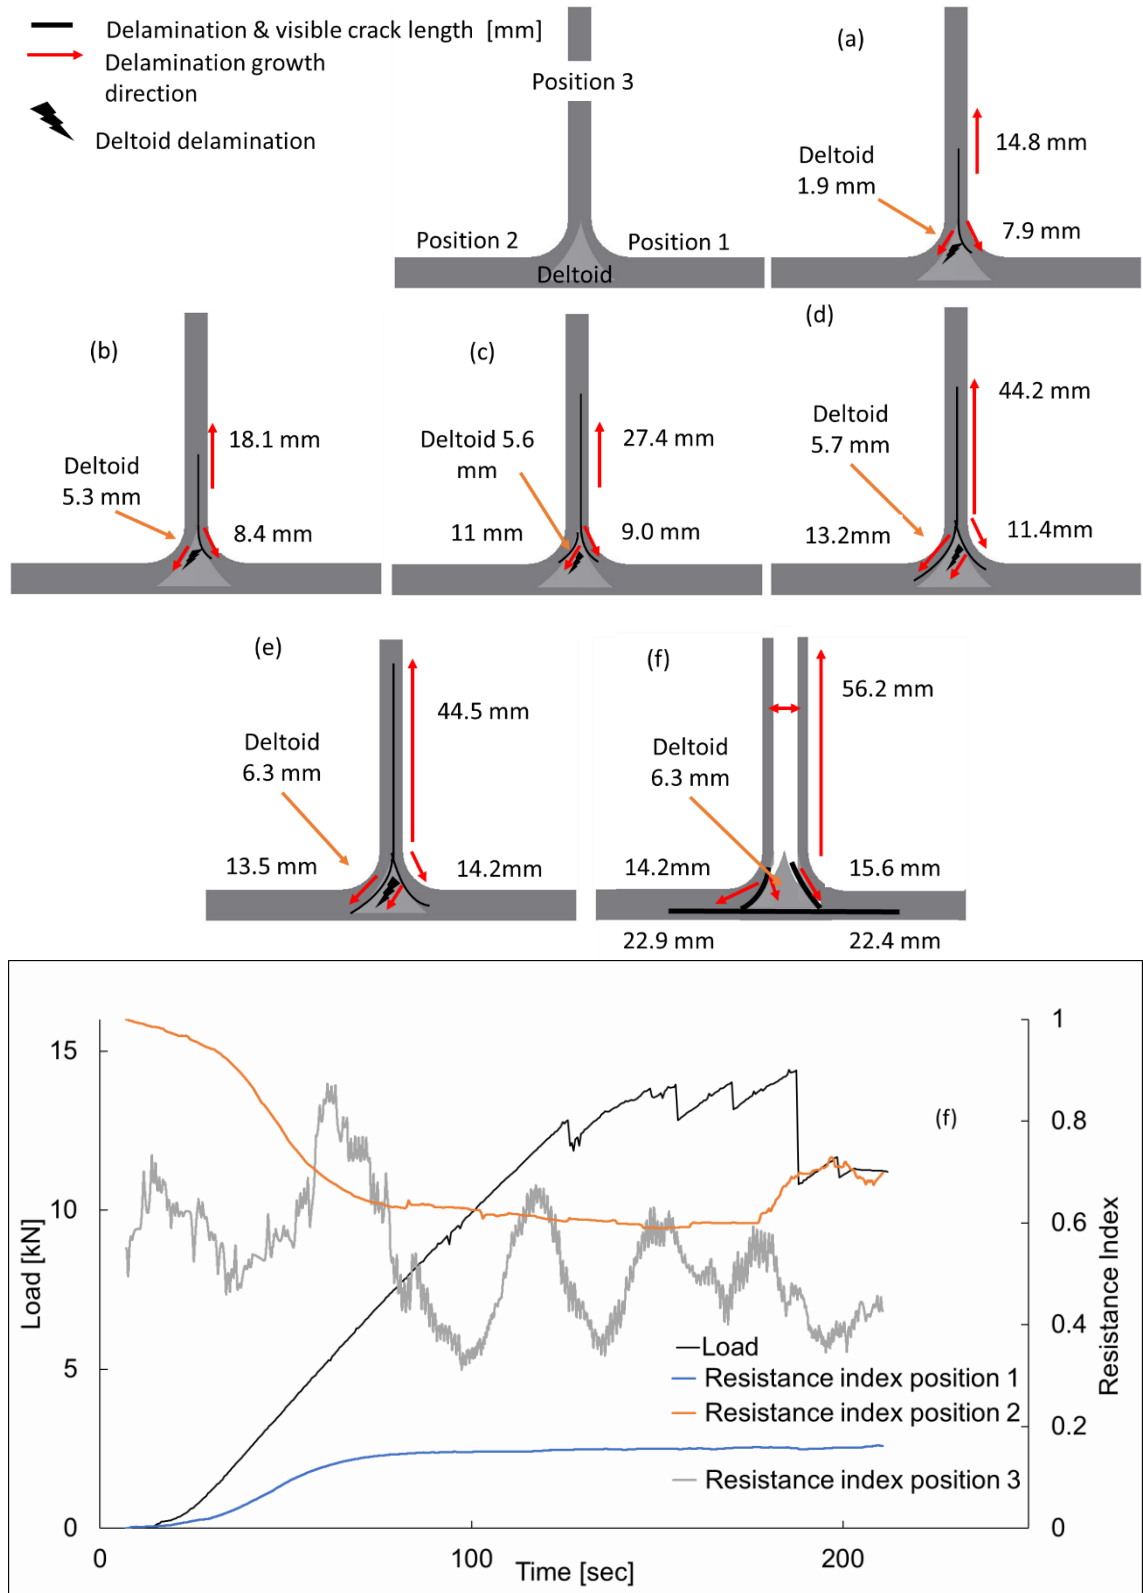 Delamination & visible crack length [mm]
Delamination growth
direction
Deltoid delamination
Position 3
Position 2
Position 1
Deltoid
(a)
14.8 mm
Deltoid
1.9 mm
7.9 mm
(b)
18.1 mm
Deltoid
5.3 mm
8.4 mm
(c)
Deltoid 5.6
mm
27.4 mm
11 mm
9.0 mm
(d)
44.2 mm
Deltoid
5.7 mm
13.2mm
11.4mm
(e)
44.5 mm
Deltoid
6.3 mm
13.5 mm
14.2mm
(f)
56.2 mm
Deltoid
6.3 mm
14.2mm
15.6 mm
22.9 mm
22.4 mm
15
10
5
0
Load [kN]
1
0.8
0.6
0.4
0.2
0
Resistance Index
(f)
Load
Resistance index position 1
Resistance index position 2
Resistance index position 3
0
100
200
Time [sec]